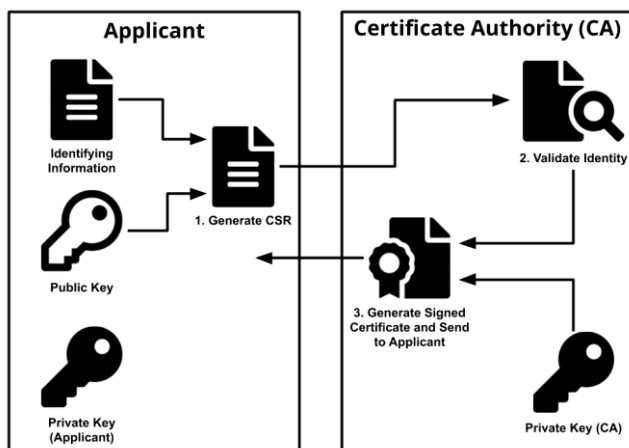 Applicant
Identifying
Information
1. Generate CSR
Public Key
Private Key
(Applicant)
Certificate Authority (CA)
2. Validate Identity
3. Generate Signed
Certificate and Send
to Applicant
Private Key (CA)